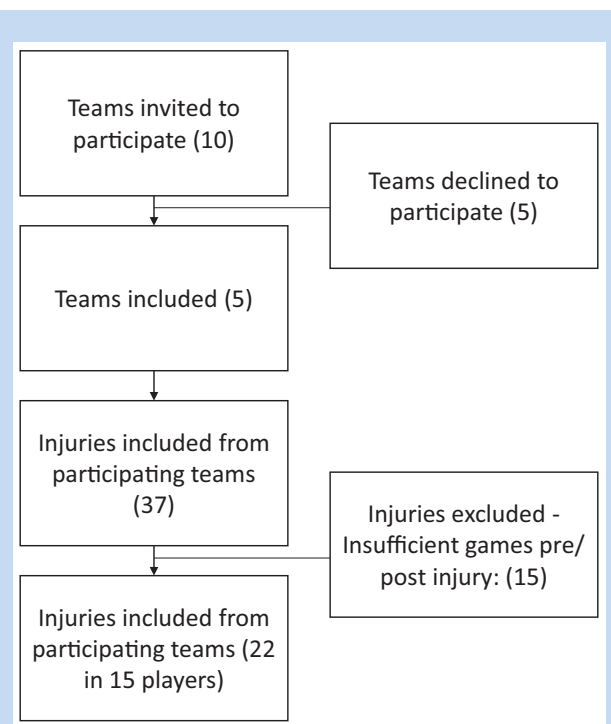 Teams invited to
participate (10)
Teams declined to
participate (5)
Teams included (5)
Injuries included from
participating teams
(37)
Injuries excluded -
Insufficient games pre/
post injury: (15)
Injuries included from
participating teams (22
in 15 players)